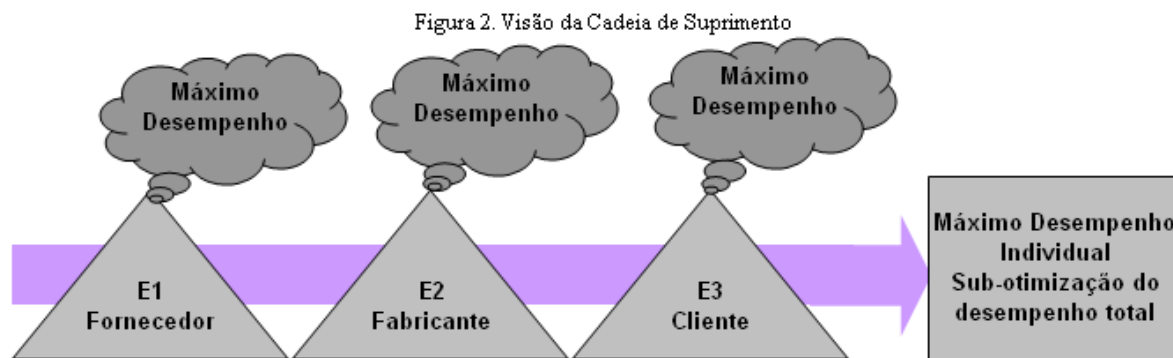 Figura 2. Visão da Cadeia de Suprimento
Máximo
Desempenho
Máximo
Desempenho
Máximo
Desempenho
E1
Fornecedor
E2
Fabricante
E3
Cliente
Máximo Desempenho
Individual
Sub-otimização do
desempenho total